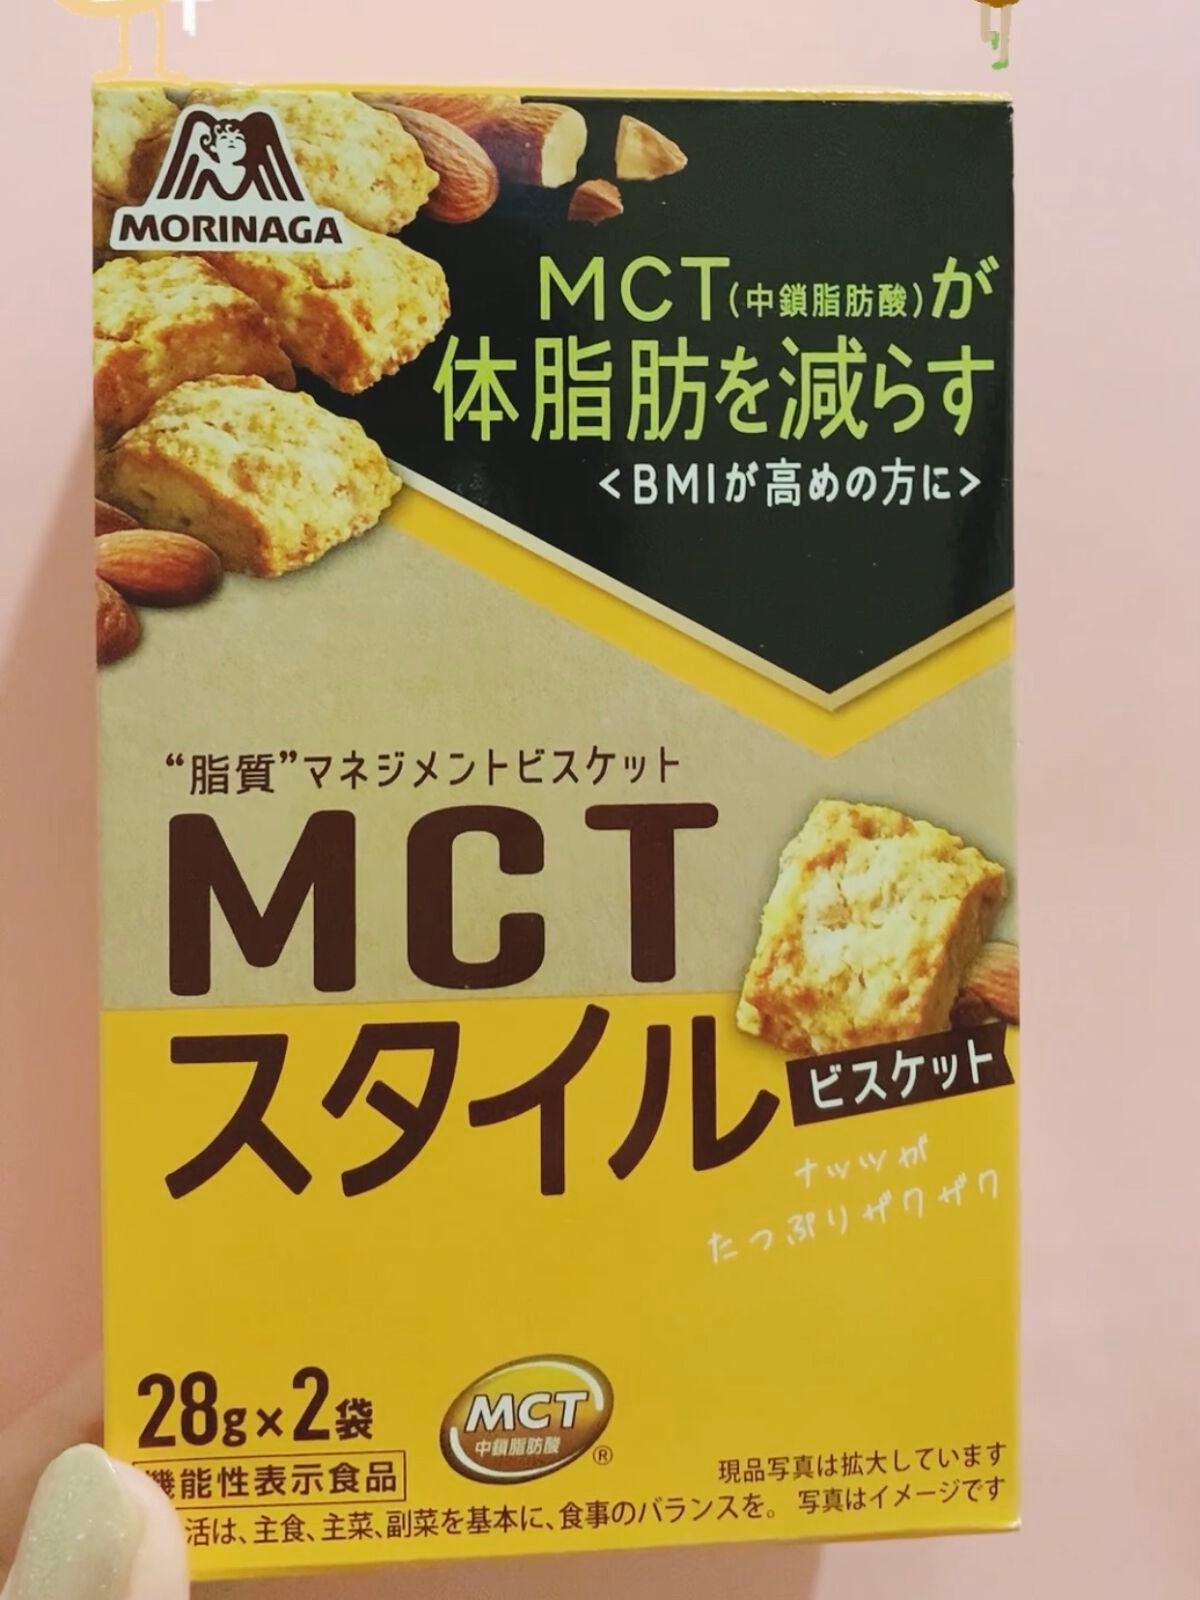 MORINAGA
MCT(中鎖脂肪酸)が
体脂肪を減らす
<BMIが高めの方に>
“脂質”マネジメントビスケット
MCT
スタイル
ビスケット
ナッツが
たっぷりザクザク
28g×2袋
MCT
中鎖脂肪酸
®
機能性表示食品
現品写真は拡大しています
活は、主食、主菜、副菜を基本に、食事のバランスを。
写真はイメージです